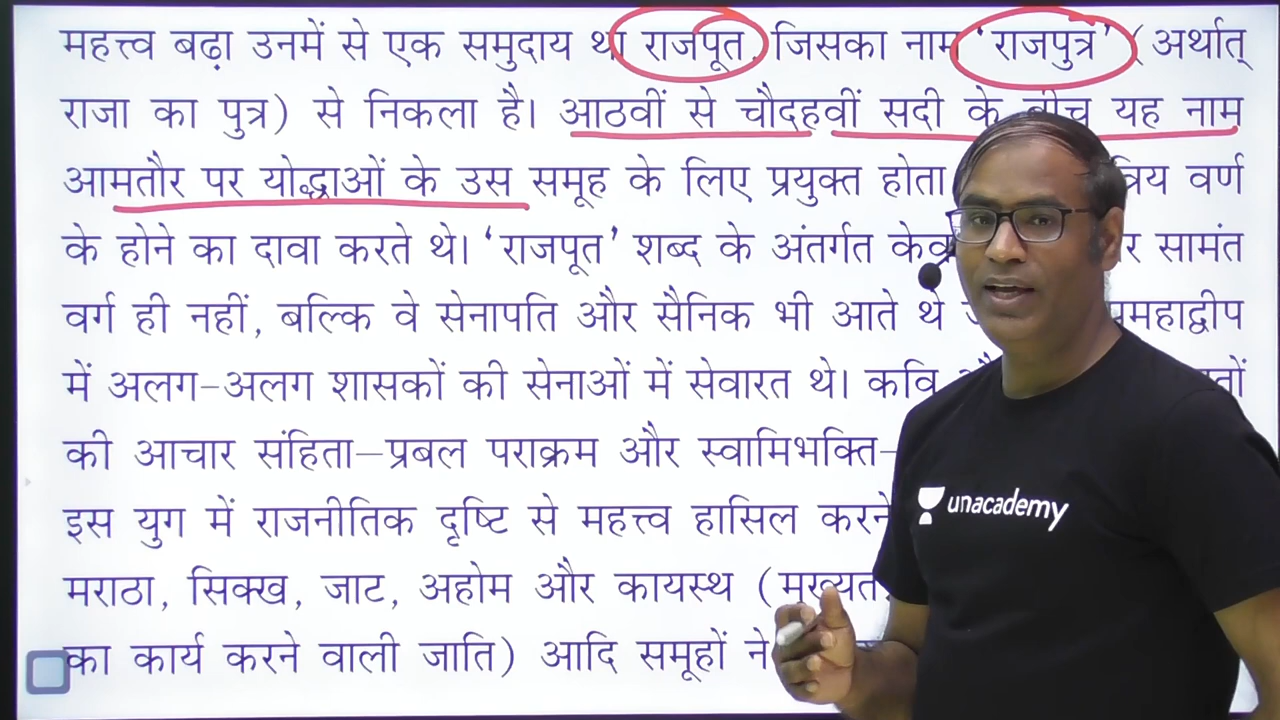 महत्त्व बढ़ा उनमें से एक समुदाय था राजपूत, जिसका नाम ‘राजपुत्र’ (अर्थात्
राजा का पुत्र) से निकला है। आठवीं से चौदहवीं सदी के बीच यह नाम
आमतौर पर योद्धाओं के उस समूह के लिए प्रयुक्त होता वर्ण
के होने का दावा करते थे। ‘राजपूत’ शब्द के अंतर्गत सामंत
वर्ग ही नहीं, बल्कि वे सेनापति और सैनिक भी आते थे
में अलग-अलग शासकों की सेनाओं में सेवारत थे। कवि
की आचार संहिता–प्रबल पराक्रम और स्वामिभक्ति–
इस युग में राजनीतिक दृष्टि से महत्त्व हासिल करने
मराठा, सिक्ख, जाट, अहोम और कायस्थ (
का कार्य करने वाली जाति) आदि समूहों ने
unacademy